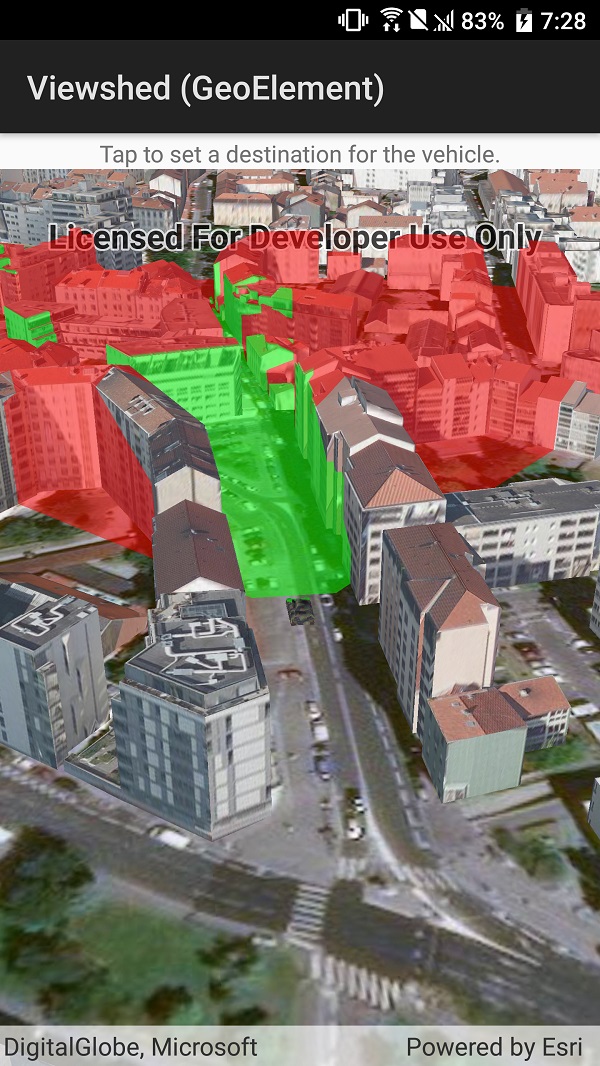 83% 7:28
Viewshed (GeoElement)
Tap to set a destination for the vehicle.
Licensed For Developer Use Only
DigitalGlobe, Microsoft Powered by Esri